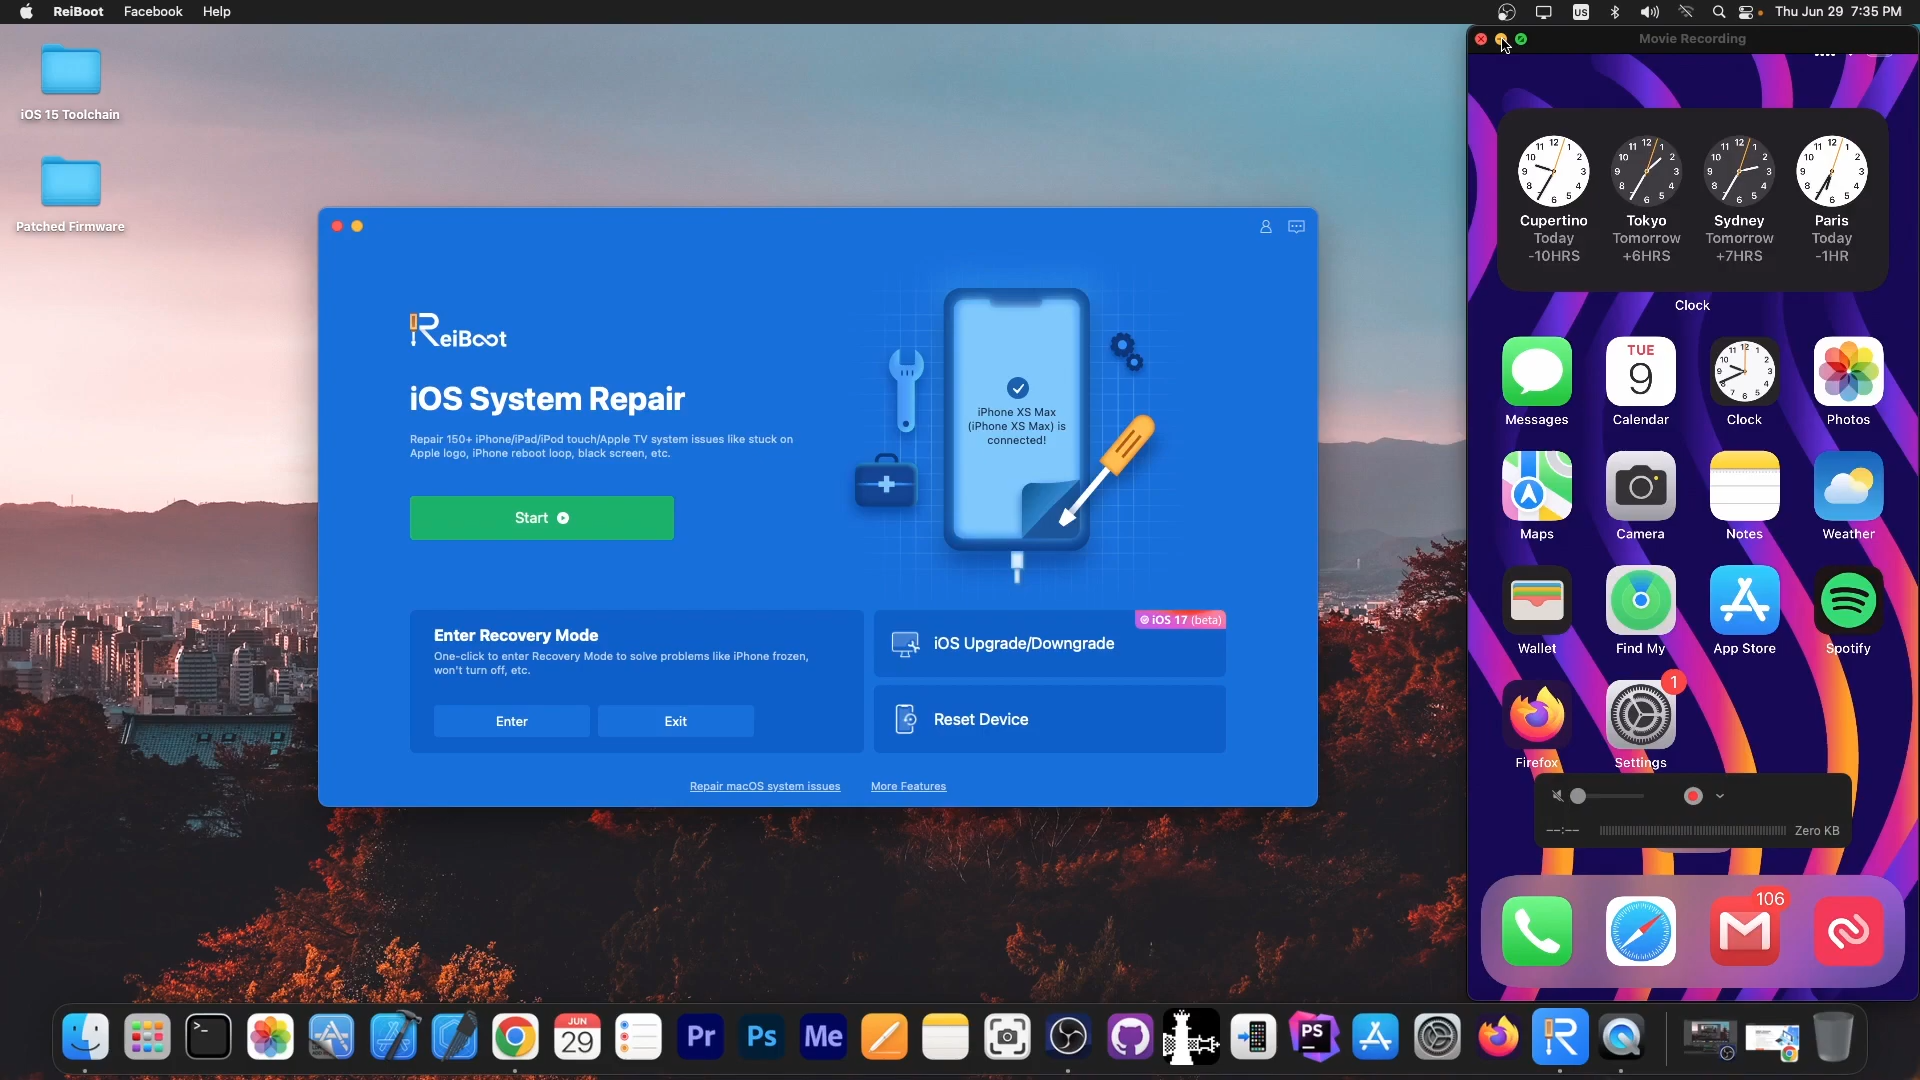 ReiBoot Facebook Help
US Thu Jun 29 7:35 PM
iOS 15 Toolchain
Patched Firmware
ReiBoot
iOS System Repair
Repair 150+ iPhone/iPad/iPod touch/Apple TV system issues like stuck on
Apple logo, iPhone reboot loop, black screen, etc.
Start
iPhone XS Max
(iPhone XS Max) is
connected!
Enter Recovery Mode
One-click to enter Recovery Mode to solve problems like iPhone frozen,
won't turn off, etc.
Enter Exit
iOS 17 (beta)
iOS Upgrade/Downgrade
Reset Device
Repair macOS system issues More Features
Movie Recording
Cupertino Tokyo Sydney Paris
Today Tomorrow Tomorrow Today
-10HRS +6HRS +7HRS -1HR
Clock
TUE
9
Messages Calendar Clock Photos
Maps Camera Notes Weather
Wallet Find My App Store Spotify
1
Firefox Settings
--:-- Zero KB
106
JUN
29
Pr Ps Me
PS